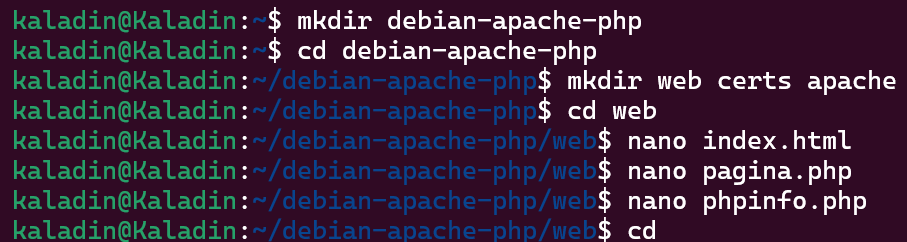 kaladin@Kaladin:~$ mkdir debian-apache-php
kaladin@Kaladin:~$ cd debian-apache-php
kaladin@Kaladin:~/debian-apache-php$ mkdir web certs apache
kaladin@Kaladin:~/debian-apache-php$ cd web
kaladin@Kaladin:~/debian-apache-php/web$ nano index.html
kaladin@Kaladin:~/debian-apache-php/web$ nano pagina.php
kaladin@Kaladin:~/debian-apache-php/web$ nano phpinfo.php
kaladin@Kaladin:~/debian-apache-php/web$ cd